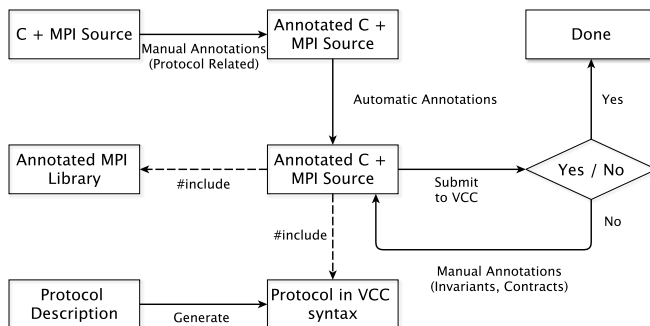 C + MPI Source
Manual Annotations
(Protocol Related)
Annotated C +
MPI Source
Done
Automatic Annotations
Yes
Annotated MPI
Library
#include
Annotated C +
MPI Source
Submit
to VCC
Yes / No
No
#include
Manual Annotations
(Invariants, Contracts)
Protocol
Description
Generate
Protocol in VCC
syntax